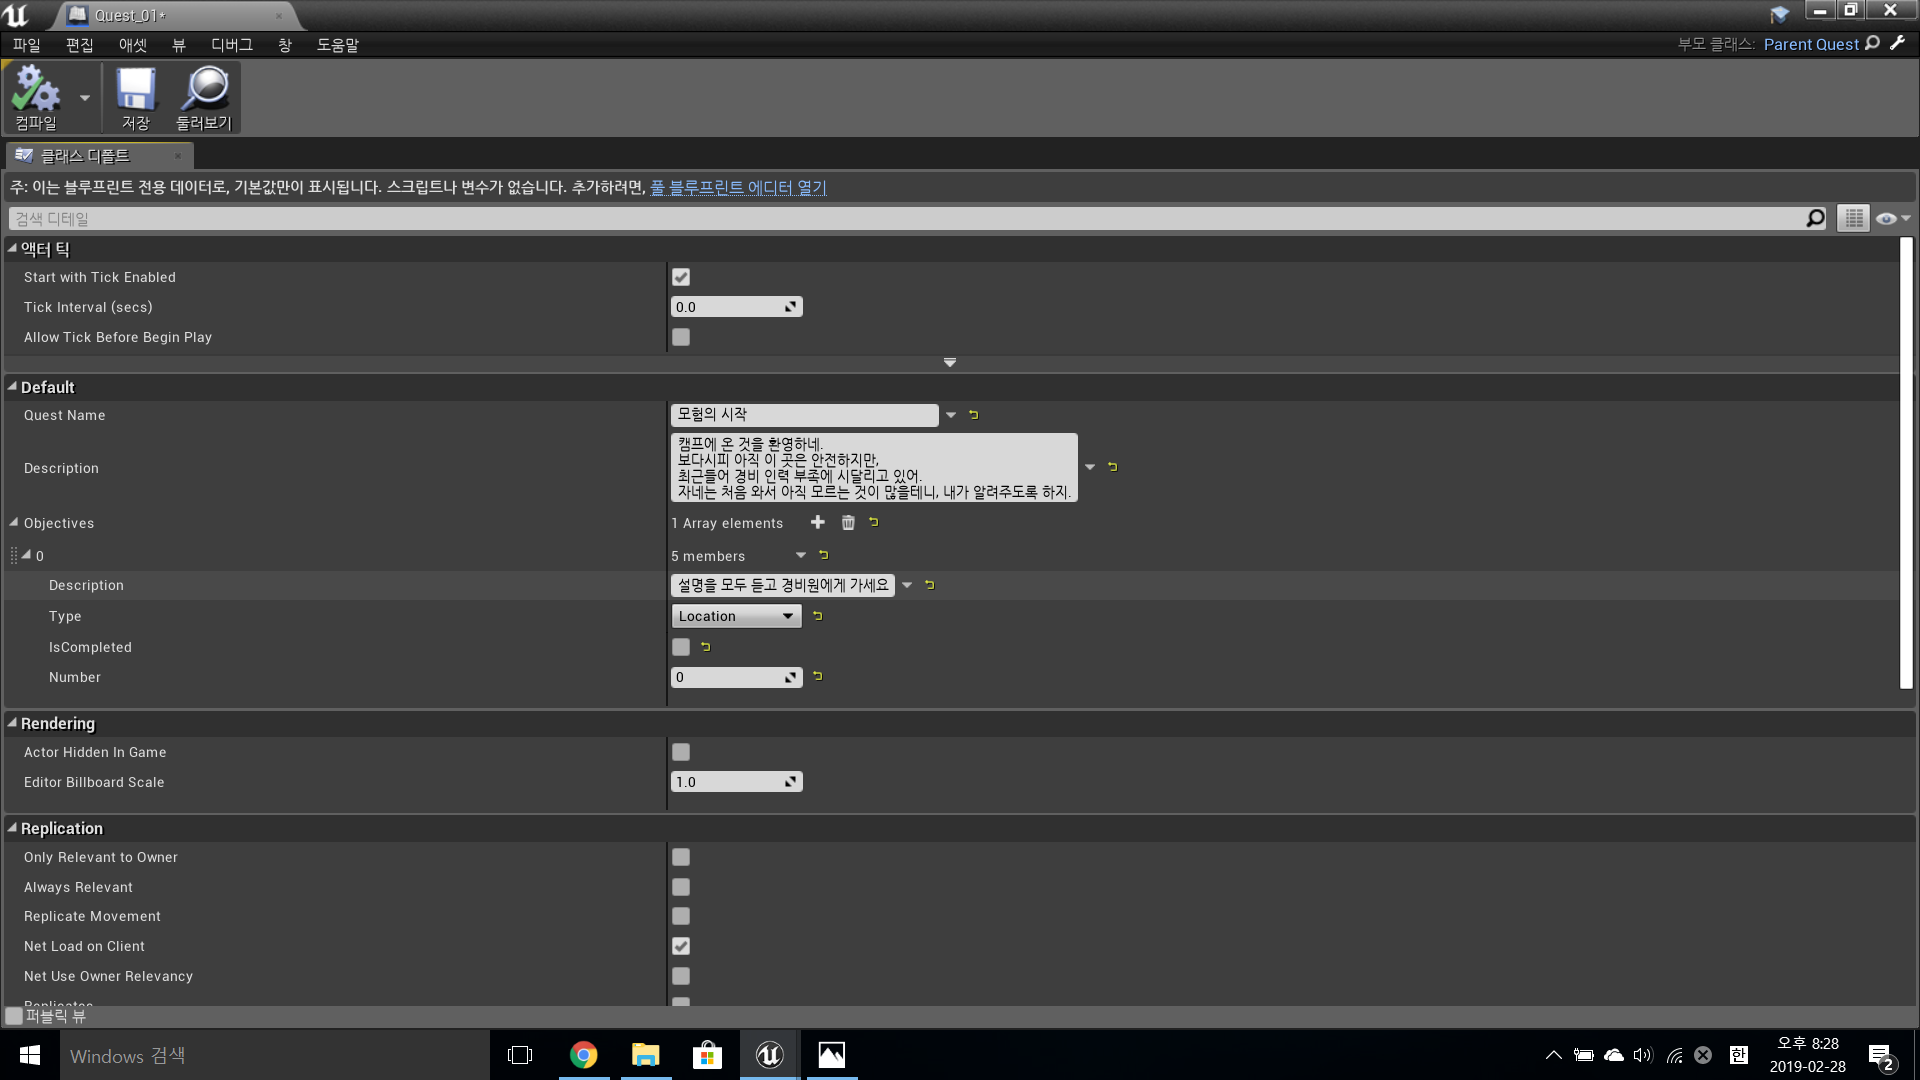 Quest_01*
파일 편집 애셋 뷰 디버그 창 도움말
부모 클래스: Parent Quest
컴파일 저장 둘러보기
클래스 디폴트
주: 이는 블루프린트 전용 데이터로, 기본값만이 표시됩니다. 스크립트나 변수가 없습니다. 추가하려면, 풀 블루프린트 에디터 열기
검색 디테일
액터 틱
Start with Tick Enabled
Tick Interval (secs) 0.0
Allow Tick Before Begin Play
Default
Quest Name 모험의 시작
Description
캠프에 온 것을 환영하네.
보다시피 아직 이 곳은 안전하지만,
최근들어 경비 인력 부족에 시달리고 있어.
자네는 처음 와서 아직 모르는 것이 많을테니, 내가 알려주도록 하지.
Objectives 1 Array elements
0 5 members
Description 설명을 모두 듣고 경비원에게 가세요
Type Location
IsCompleted
Number 0
Rendering
Actor Hidden In Game
Editor Billboard Scale 1.0
Replication
Only Relevant to Owner
Always Relevant
Replicate Movement
Net Load on Client
Net Use Owner Relevancy
Replicates
퍼블릭 뷰
Windows 검색
한
오후 8:28
2019-02-28
2